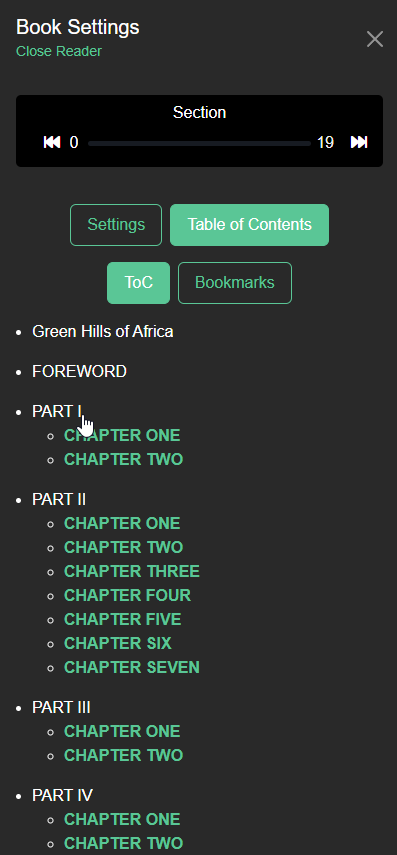 Book Settings
Close Reader
Section
0 19
Settings Table of Contents
ToC Bookmarks
Green Hills of Africa
FOREWORD
PART I
CHAPTER ONE
CHAPTER TWO
PART II
CHAPTER ONE
CHAPTER TWO
CHAPTER THREE
CHAPTER FOUR
CHAPTER FIVE
CHAPTER SIX
CHAPTER SEVEN
PART III
CHAPTER ONE
CHAPTER TWO
PART IV
CHAPTER ONE
CHAPTER TWO